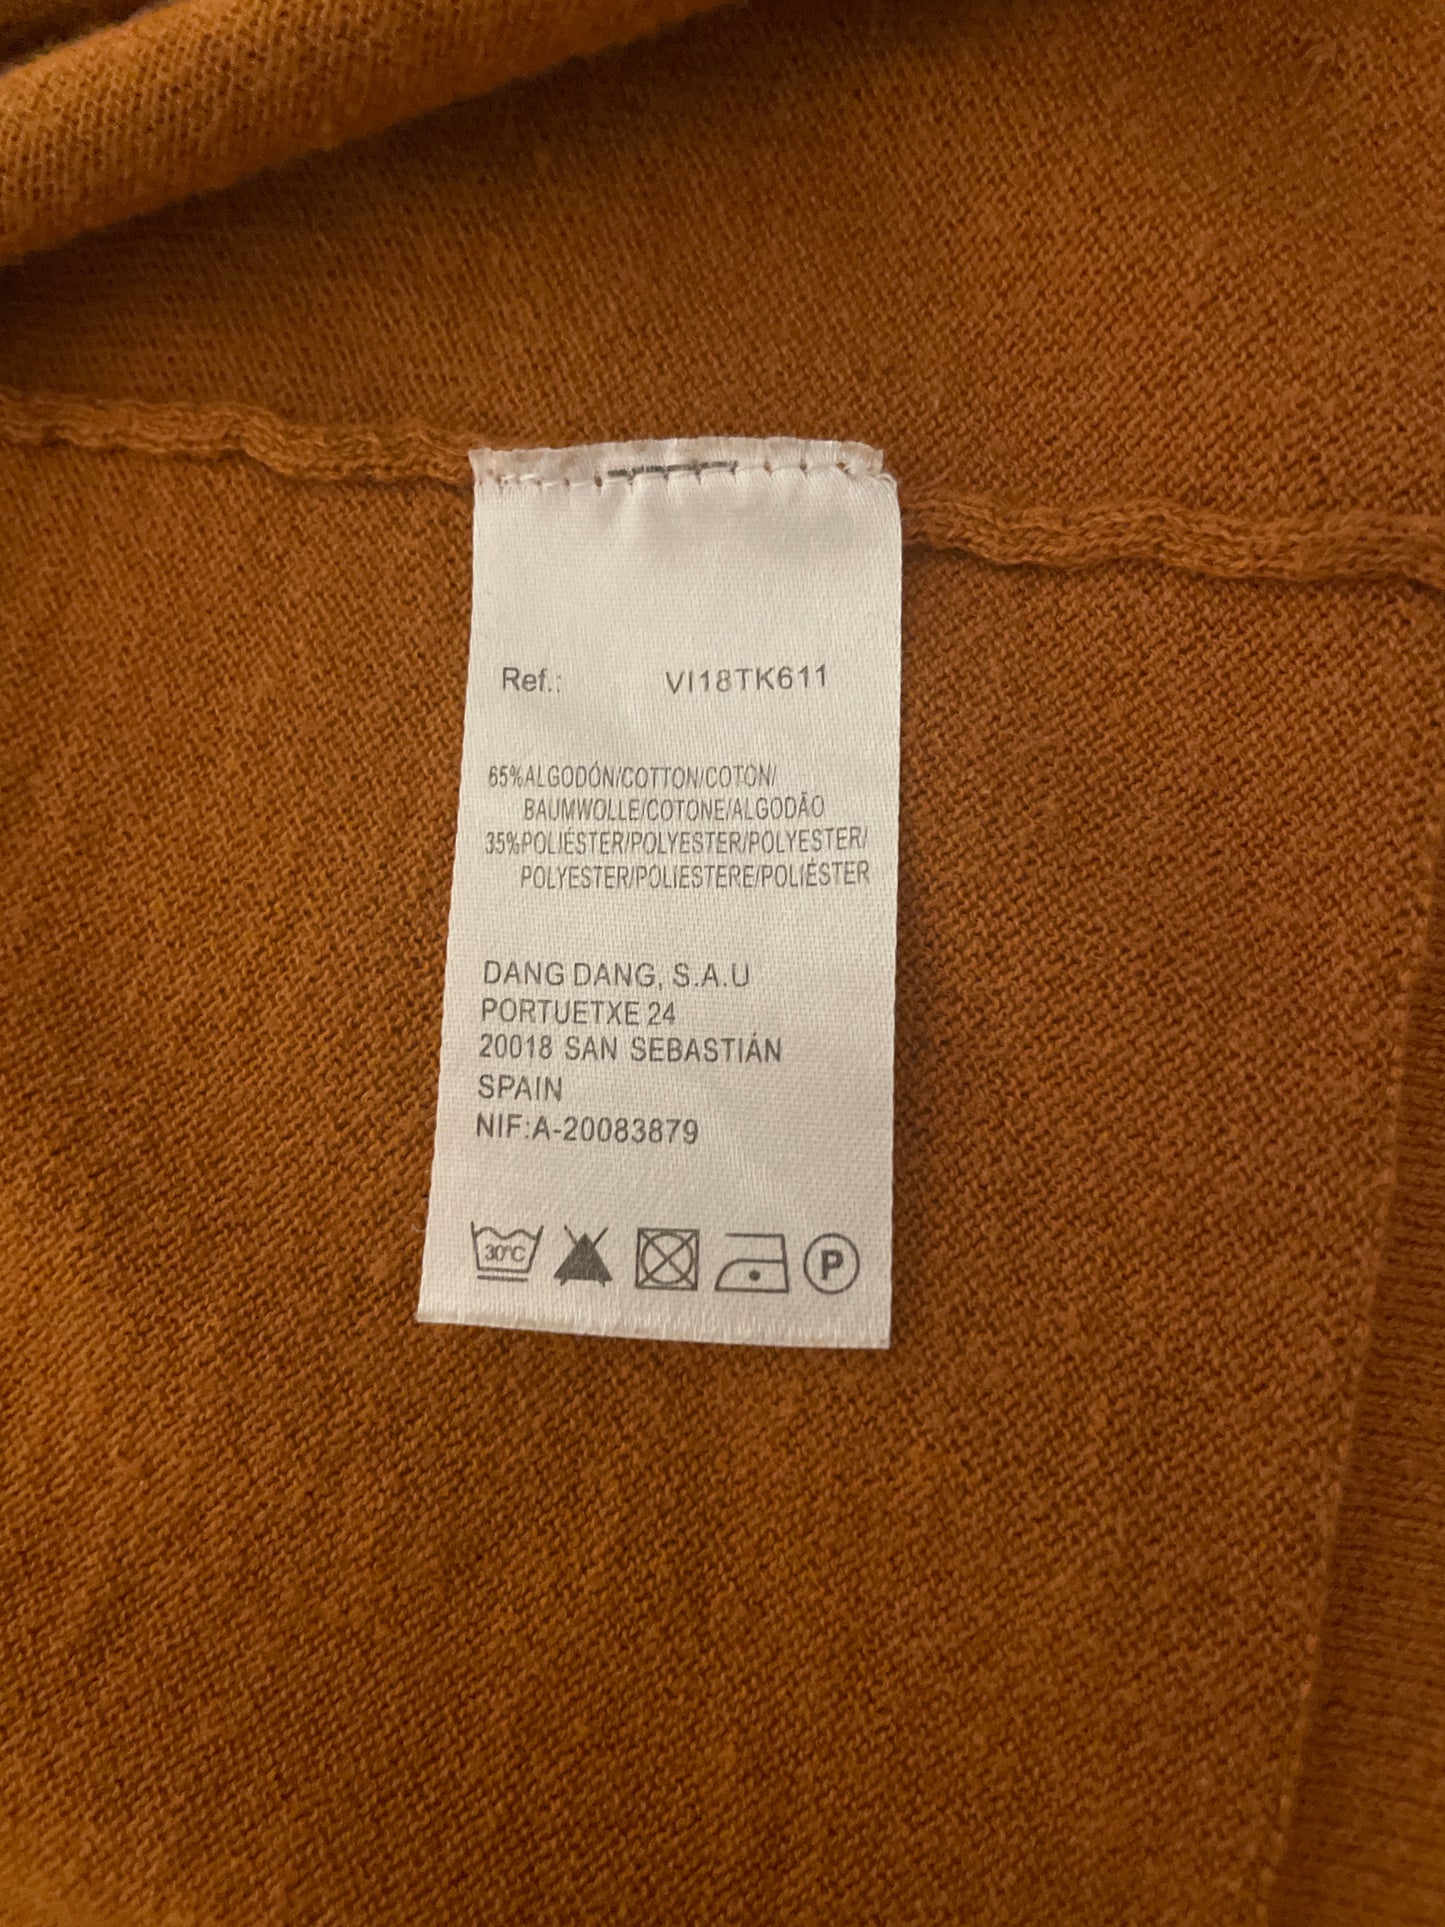 Ref.: VI18TK611
65%ALGODÓN/COTTON/COTON/
BAUMWOLLE/COTONE/ALGODÃO
35%POLIÉSTER/POLYESTER/POLYESTER/
POLYESTER/POLIESTERE/POLIÉSTER
DANG DANG, S.A.U
PORTUETXE 24
20018 SAN SEBASTIÁN
SPAIN
NIF:A-20083879
30ºC P